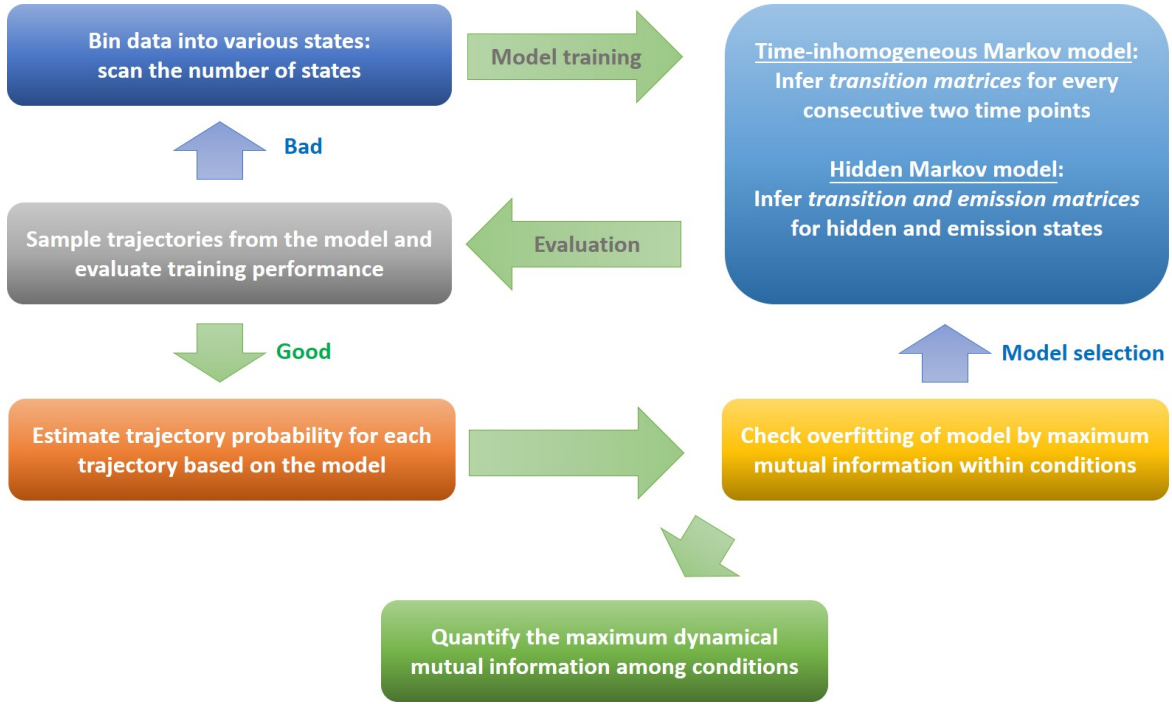 Bin data into various states:
scan the number of states
Model training
Time-inhomogeneous Markov model:
Infer transition matrices for every
consecutive two time points
Hidden Markov model:
Infer transition and emission matrices
for hidden and emission states
Bad
Sample trajectories from the model and
evaluate training performance
Evaluation
Good
Model selection
Estimate trajectory probability for each
trajectory based on the model
Check overfitting of model by maximum
mutual information within conditions
Quantify the maximum dynamical
mutual information among conditions